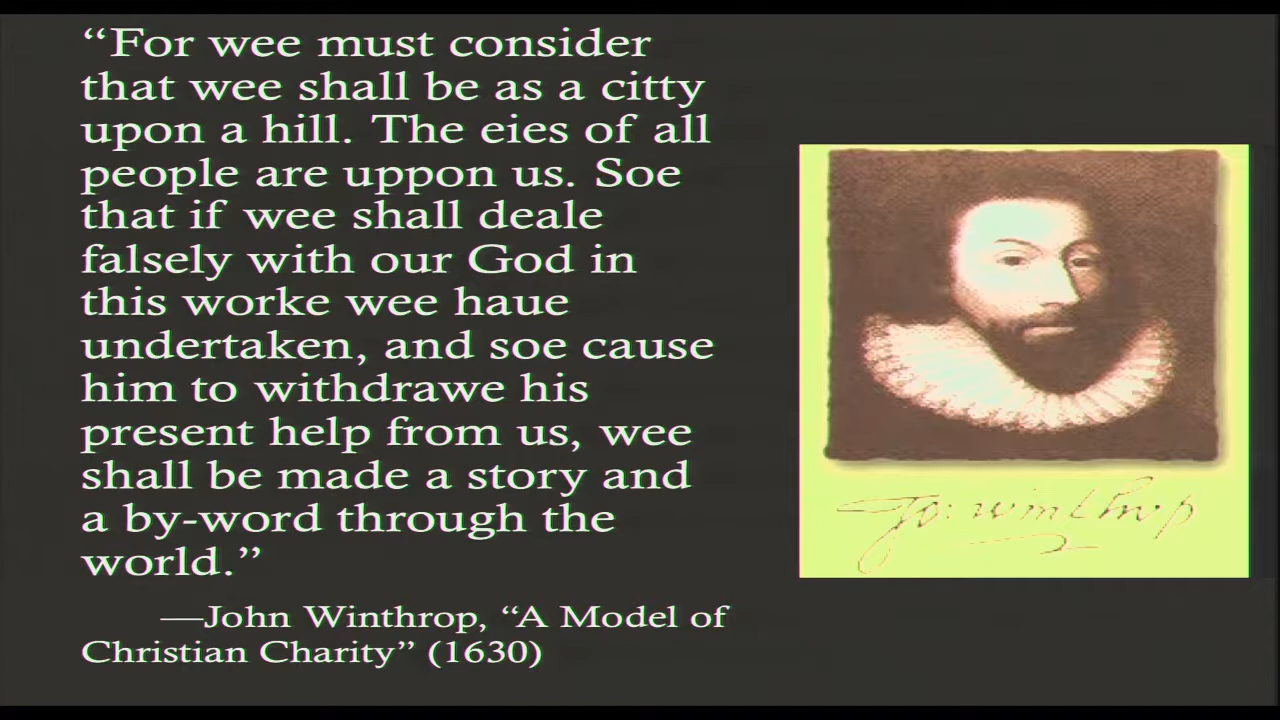 “For wee must consider
that wee shall be as a citty
upon a hill. The eies of all
people are uppon us. Soe
that if wee shall deale
falsely with our God in
this worke wee haue
undertaken, and soe cause
him to withdrawe his
present help from us, wee
shall be made a story and
a by-word through the
world.”
—John Winthrop, “A Model of
Christian Charity” (1630)
Jo: Winthrop